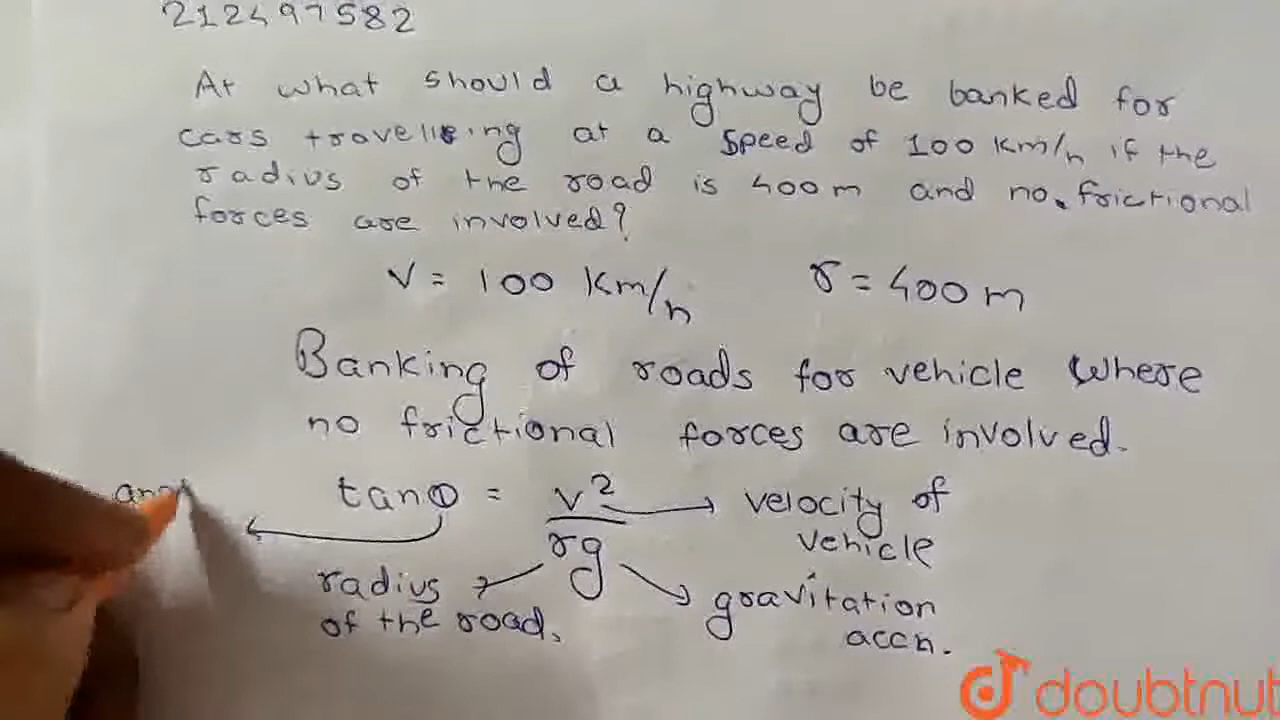 212497582
At what should a highway be banked for
cars travelling at a speed of 100 km/h if the
radius of the road is 400 m and no frictional
forces are involved?
v = 100 km/h r = 400 m
Banking of roads for vehicle where
no frictional forces are involved.
tanθ = v² → velocity of
vehicle
rg
radius
of the road.
gravitation
accn.
doubtnut